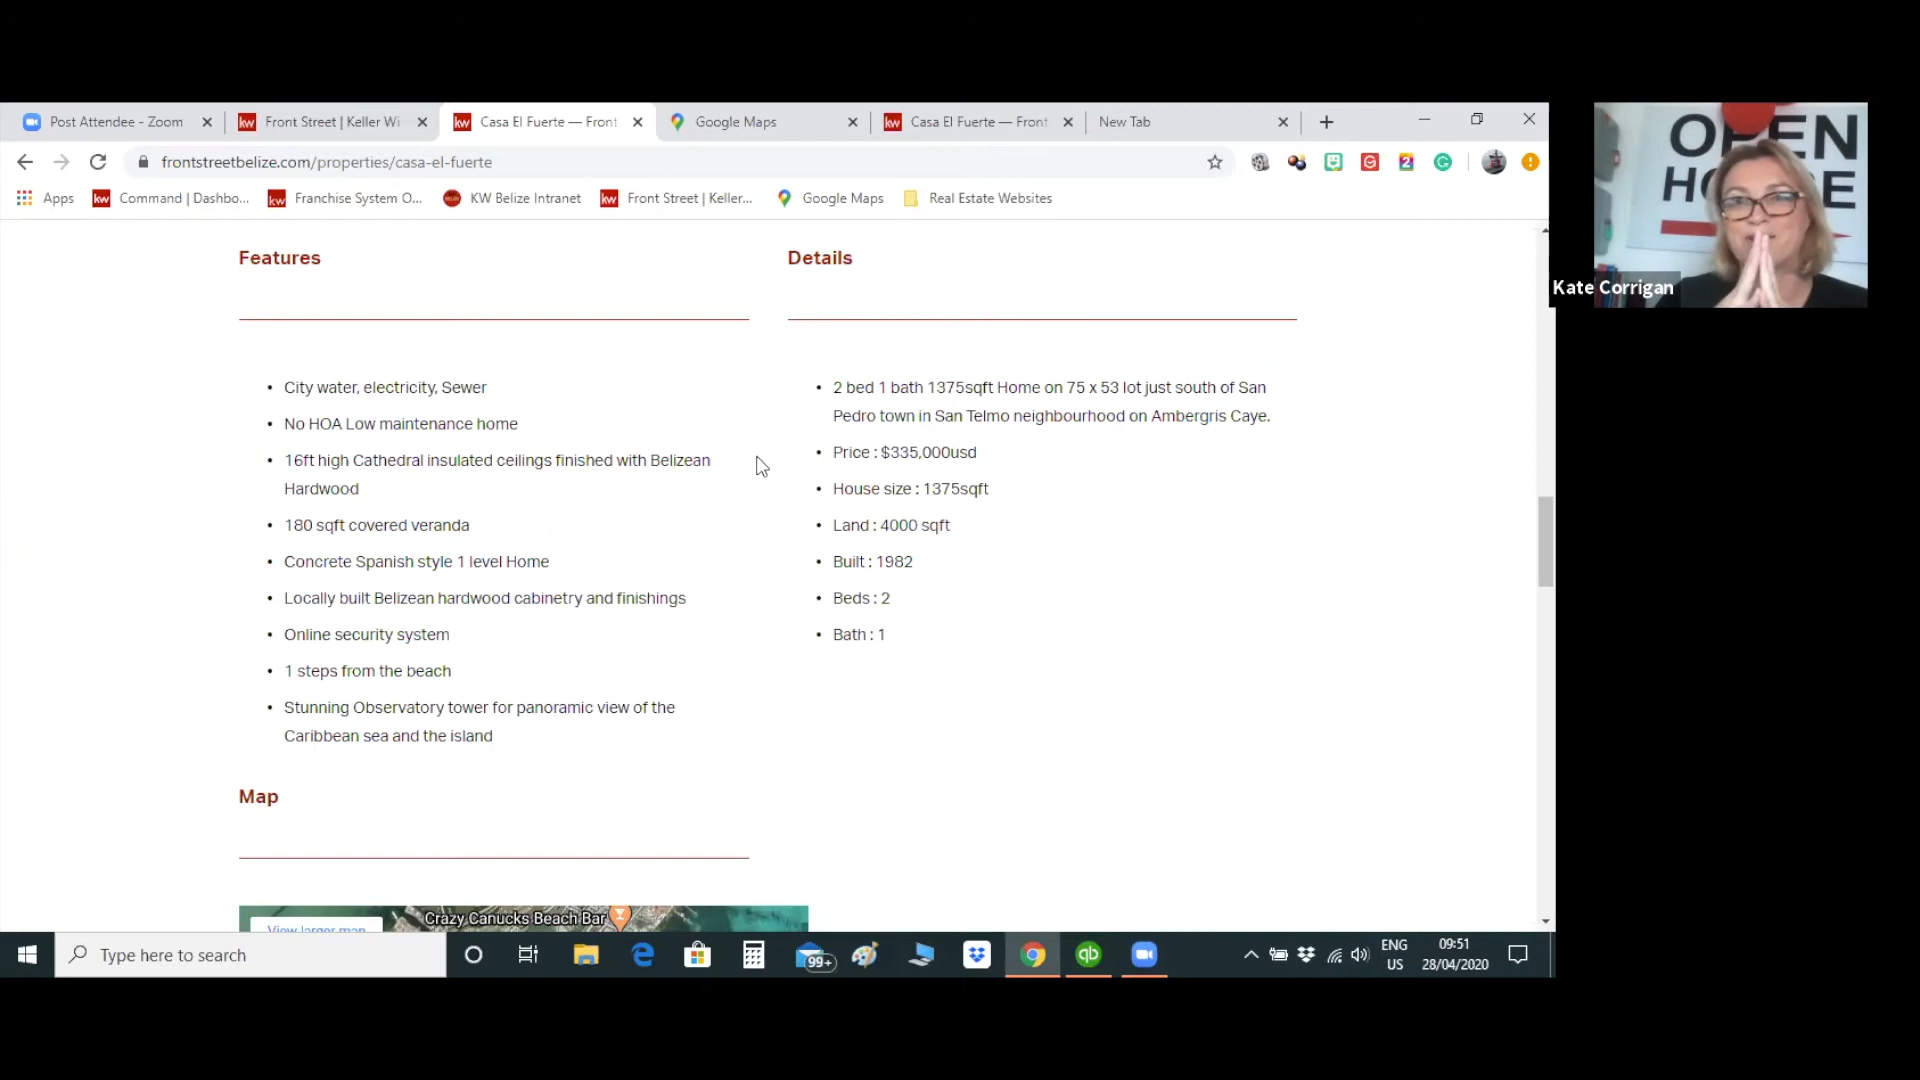 Post Attendee - Zoom
Front Street | Keller Wi
Casa El Fuerte — Front
Google Maps
Casa El Fuerte — Front
New Tab
frontstreetbelize.com/properties/casa-el-fuerte
Apps
Command | Dashbo...
Franchise System O...
KW Belize Intranet
Front Street | Keller...
Google Maps
Real Estate Websites
OPEN
HOUSE
Kate Corrigan
Features
City water, electricity, Sewer
No HOA Low maintenance home
16ft high Cathedral insulated ceilings finished with Belizean
Hardwood
180 sqft covered veranda
Concrete Spanish style 1 level Home
Locally built Belizean hardwood cabinetry and finishings
Online security system
1 steps from the beach
Stunning Observatory tower for panoramic view of the
Caribbean sea and the island
Details
2 bed 1 bath 1375sqft Home on 75 x 53 lot just south of San
Pedro town in San Telmo neighbourhood on Ambergris Caye.
Price : $335,000usd
House size : 1375sqft
Land : 4000 sqft
Built : 1982
Beds : 2
Bath : 1
Map
View larger map
Crazy Canucks Beach Bar
Type here to search
99+
ENG
US
09:51
28/04/2020